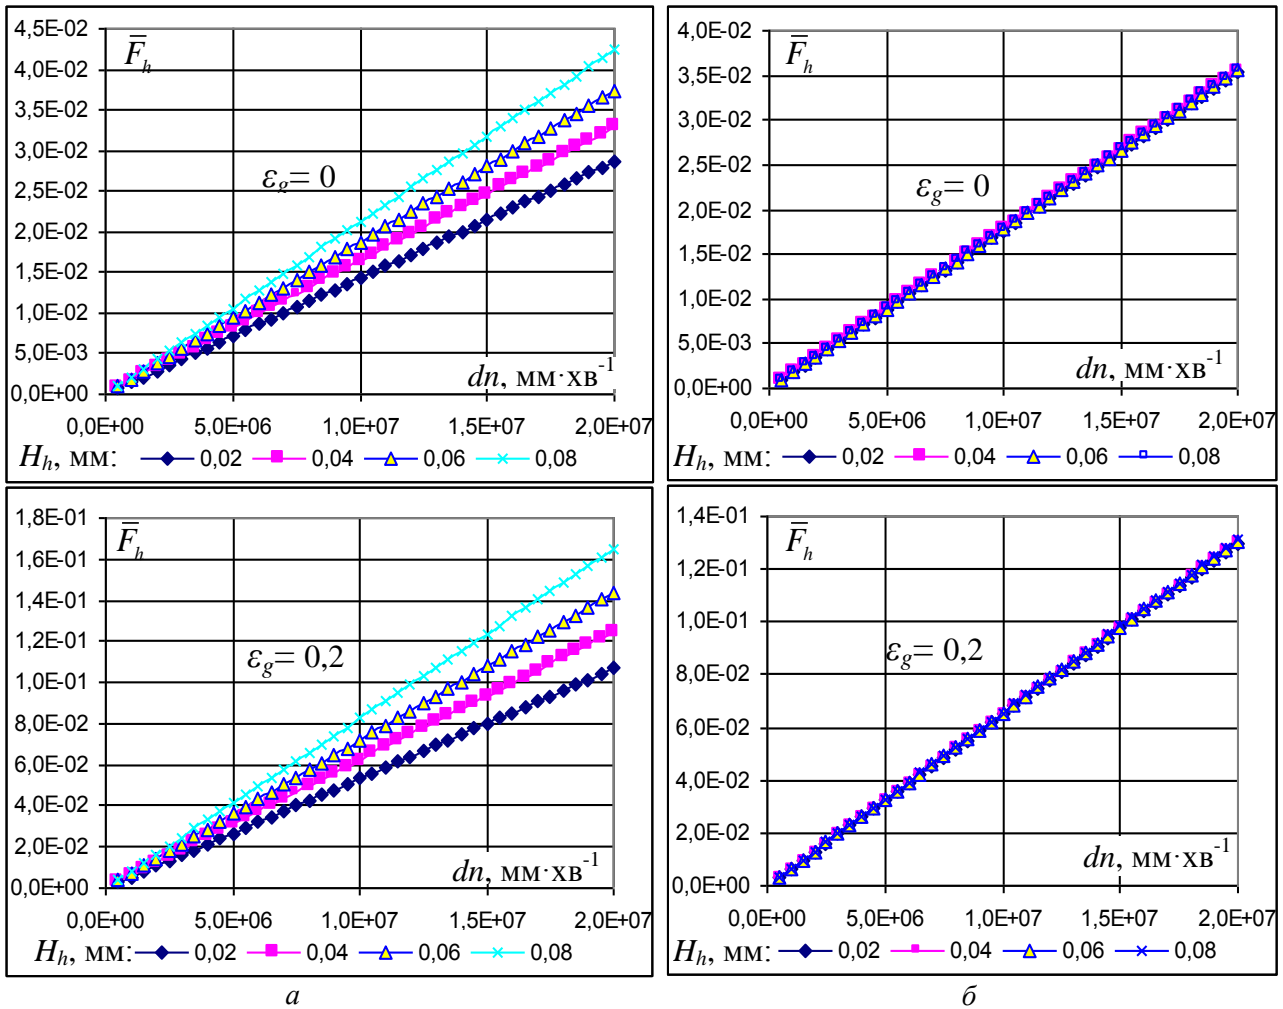 4,5E-02
4,0E-02
3,5E-02
3,0E-02
2,5E-02
2,0E-02
1,5E-02
1,0E-02
5,0E-03
0,0E+00
F̅h
εg= 0
dn, мм·хв-1
0,0E+00 5,0E+06 1,0E+07 1,5E+07 2,0E+07
Hh, мм: 0,02 0,04 0,06 0,08
4,0E-02
3,5E-02
3,0E-02
2,5E-02
2,0E-02
1,5E-02
1,0E-02
5,0E-03
0,0E+00
F̅h
εg= 0
dn, мм·хв-1
0,0E+00 5,0E+06 1,0E+07 1,5E+07 2,0E+07
Hh, мм: 0,02 0,04 0,06 0,08
1,8E-01
1,6E-01
1,4E-01
1,2E-01
1,0E-01
8,0E-02
6,0E-02
4,0E-02
2,0E-02
0,0E+00
F̅h
εg= 0,2
dn, мм·хв-1
0,0E+00 5,0E+06 1,0E+07 1,5E+07 2,0E+07
Hh, мм: 0,02 0,04 0,06 0,08
1,4E-01
1,2E-01
1,0E-01
8,0E-02
6,0E-02
4,0E-02
2,0E-02
0,0E+00
F̅h
εg= 0,2
dn, мм·хв-1
0,0E+00 5,0E+06 1,0E+07 1,5E+07 2,0E+07
Hh, мм: 0,02 0,04 0,06 0,08
а б